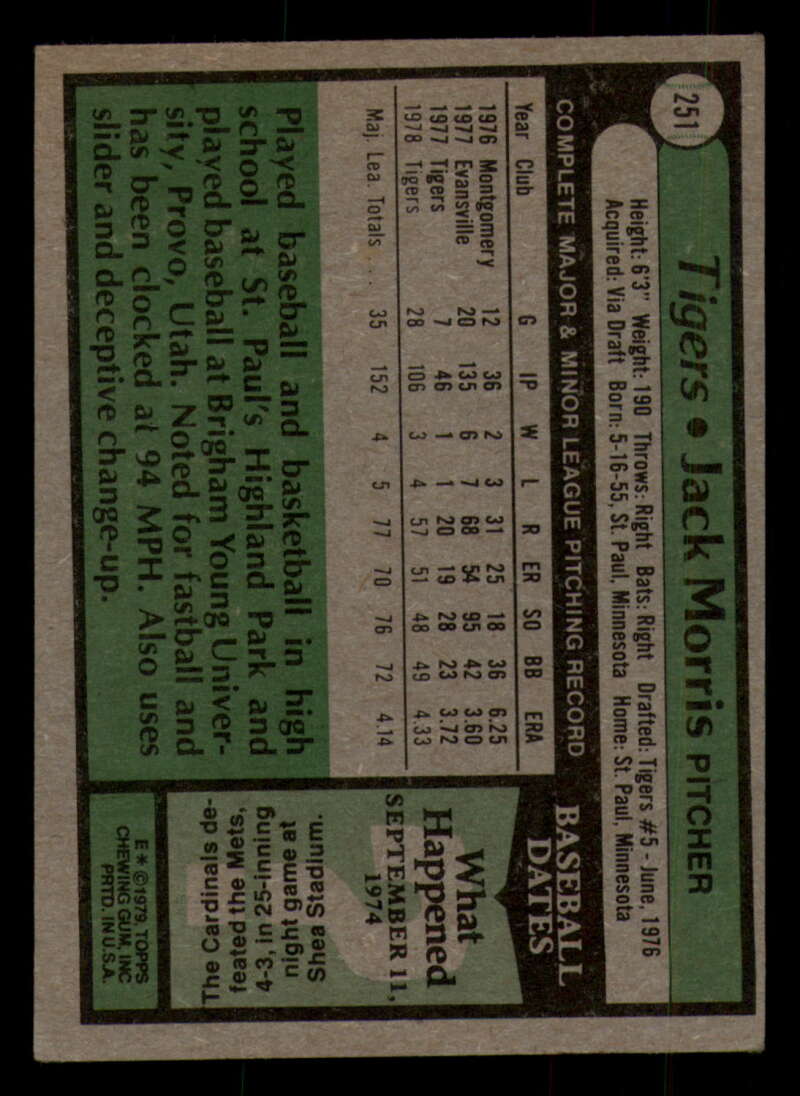 251
Tigers • Jack Morris PITCHER
Height: 6'3" Weight: 190 Throws: Right Bats: Right Drafted: Tigers #5 - June, 1976
Acquired: Via Draft Born: 5-16-55, St. Paul, Minnesota Home: St. Paul, Minnesota
COMPLETE MAJOR & MINOR LEAGUE PITCHING RECORD
Year Club G IP W L R ER SO BB ERA
1976 Montgomery 12 36 2 3 31 25 18 36 6.25
1977 Evansville 20 135 6 7 68 54 95 42 3.60
1977 Tigers 7 46 1 1 20 19 28 23 3.72
1978 Tigers 28 106 3 4 57 51 48 49 4.33
Maj. Lea. Totals . . . 35 152 4 5 77 70 76 72 4.14
Played baseball and basketball in high
school at St. Paul's Highland Park and
played baseball at Brigham Young Univer-
sity, Provo, Utah. Noted for fastball and
has been clocked at 94 MPH. Also uses
slider and deceptive change-up.
BASEBALL
DATES
What
Happened
SEPTEMBER 11,
1974
The Cardinals de-
feated the Mets,
4-3, in 25-inning
night game at
Shea Stadium.
E * © 1979, TOPPS
CHEWING GUM, INC
PRTD. IN U.S.A.